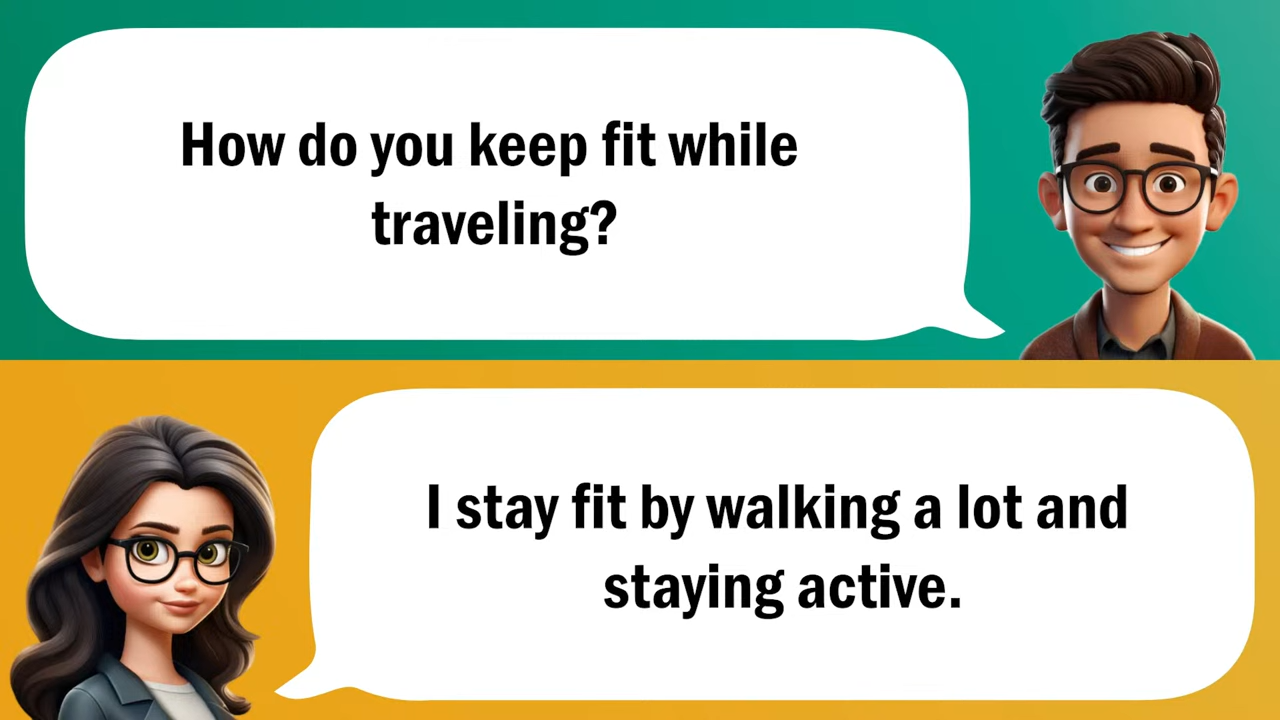 How do you keep fit while
traveling?
I stay fit by walking a lot and
staying active.